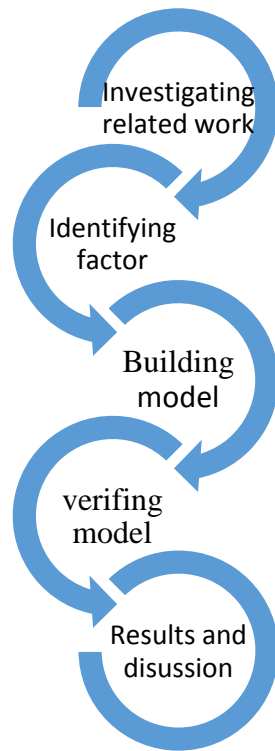 Investigating
related work
Identifying
factor
Building
model
verifing
model
Results and
disussion